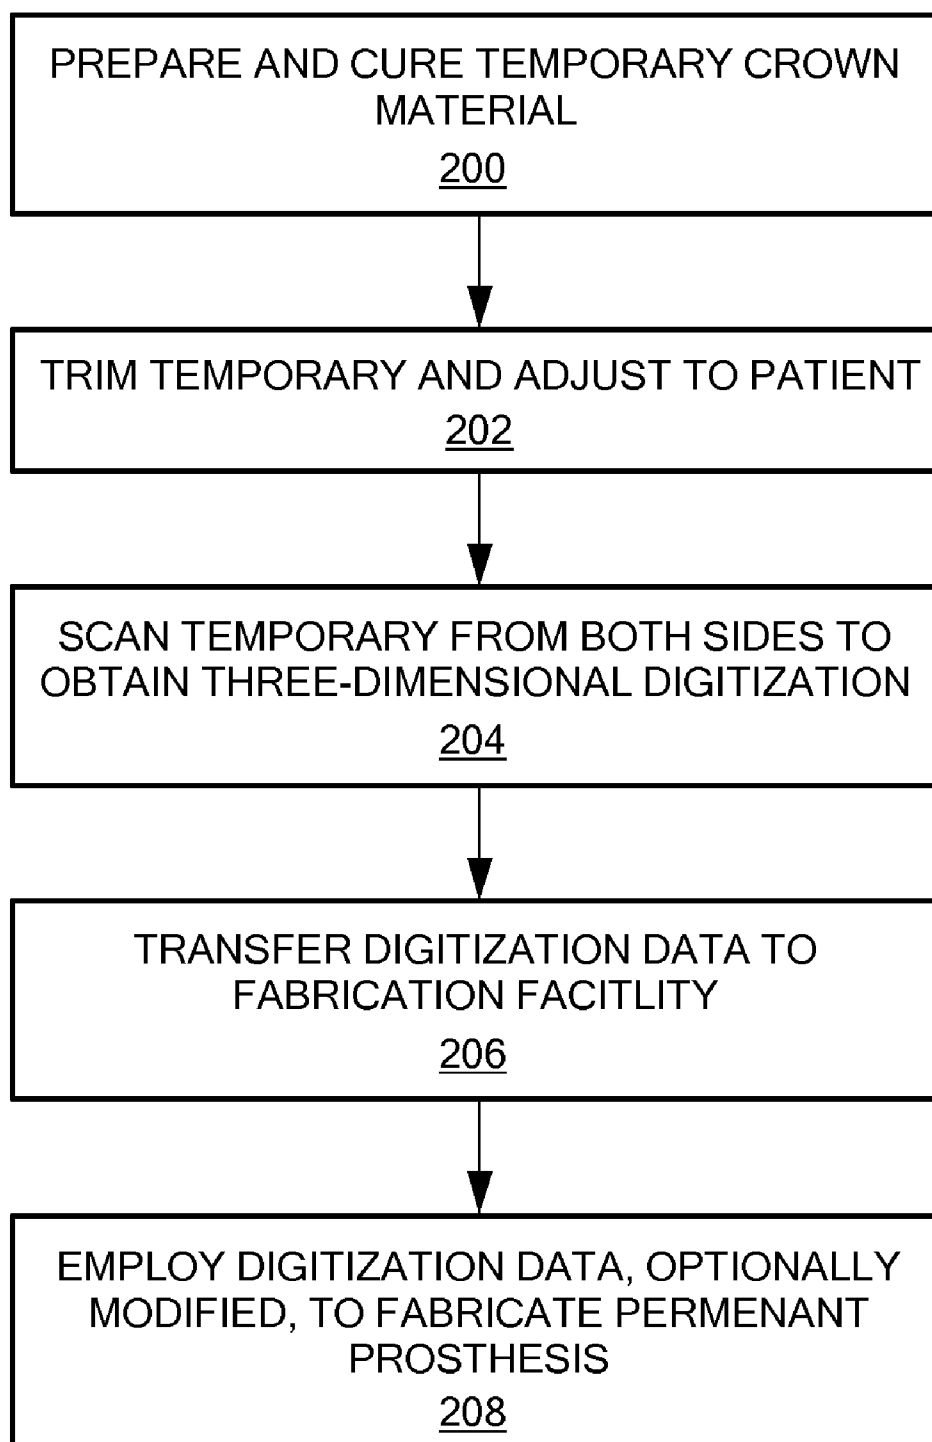 PREPARE AND CURE TEMPORARY CROWN
MATERIAL
200
TRIM TEMPORARY AND ADJUST TO PATIENT
202
SCAN TEMPORARY FROM BOTH SIDES TO
OBTAIN THREE-DIMENSIONAL DIGITIZATION
204
TRANSFER DIGITIZATION DATA TO
FABRICATION FACITLITY
206
EMPLOY DIGITIZATION DATA, OPTIONALLY
MODIFIED, TO FABRICATE PERMENANT
PROSTHESIS
208